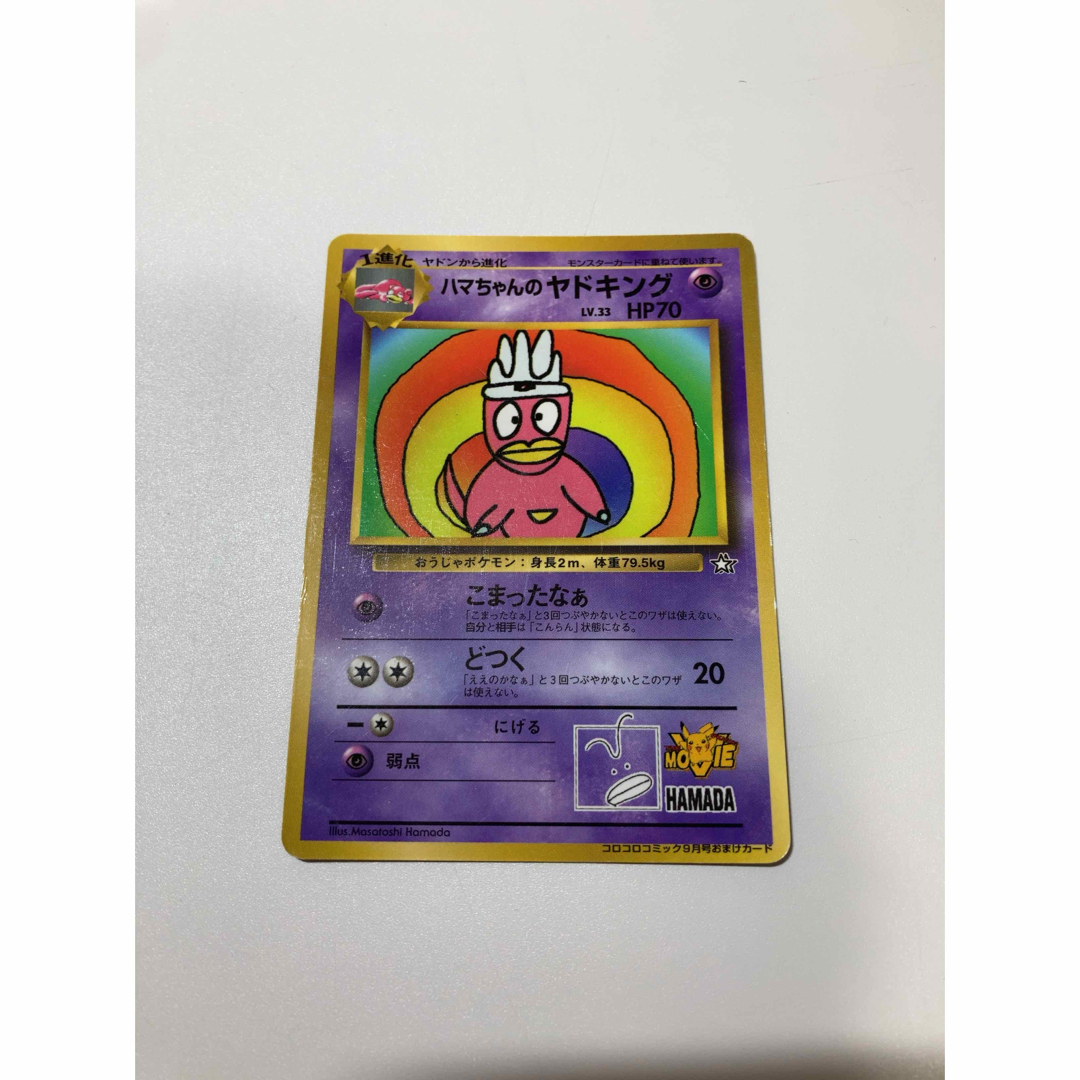 1進化 ヤドンから進化 モンスターカードに重ねて使います。
ハマちゃんのヤドキング
LV.33 HP70
おうじゃポケモン：身長2m、体重79.5kg
こまったなぁ
「こまったなぁ」と3回つぶやかないとこのワザは使えない。
自分と相手は「こんらん」状態になる。
どつく 20
「ええのかなぁ」と3回つぶやかないとこのワザ
は使えない。
にげる
弱点
MOVIE
HAMADA
Illus.Masatoshi Hamada
コロコロコミック9月号おまけカード